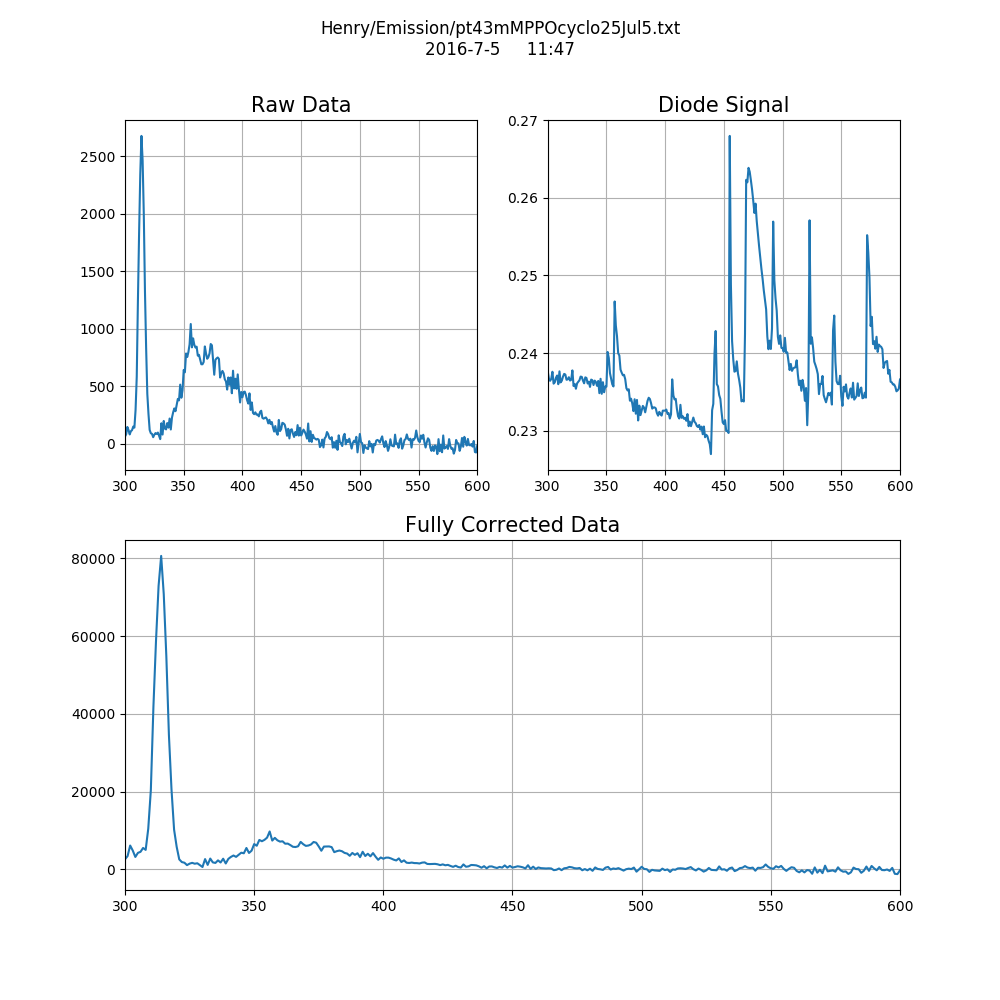 Henry/Emission/pt43mMPPOcyclo25Jul5.txt
2016-7-5 11:47
Raw Data
2500
2000
1500
1000
500
0
300 350 400 450 500 550 600
Diode Signal
0.27
0.26
0.25
0.24
0.23
300 350 400 450 500 550 600
Fully Corrected Data
80000
60000
40000
20000
0
300 350 400 450 500 550 600